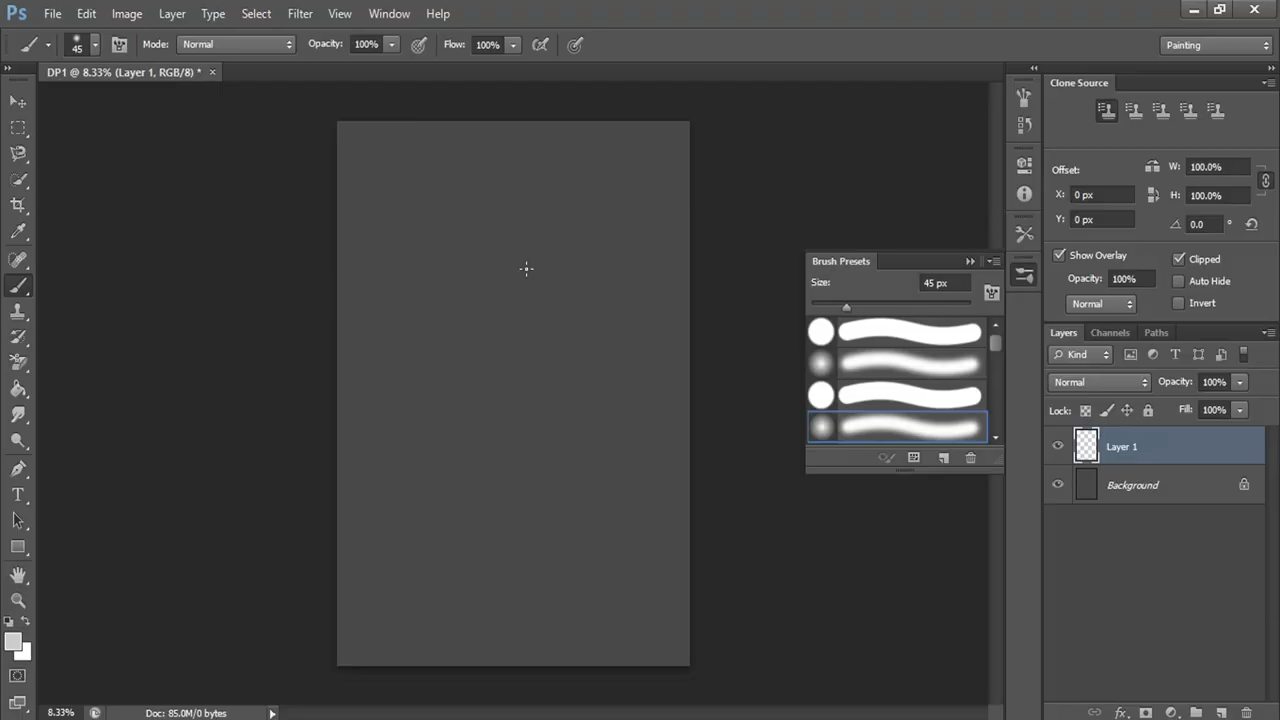 Ps File Edit Image Layer Type Select Filter View Window Help
45 Mode: Normal Opacity: 100% Flow: 100% Painting
DP1 @ 8.33% (Layer 1, RGB/8) * ×
Clone Source
Offset: W: 100.0%
X: 0 px H: 100.0%
Y: 0 px 0.0 °
Show Overlay Clipped
Opacity: 100% Auto Hide
Normal Invert
Brush Presets
Size: 45 px
Layers Channels Paths
Kind
Normal Opacity: 100%
Lock: Fill: 100%
Layer 1
Background
8.33% Doc: 85.0M/0 bytes